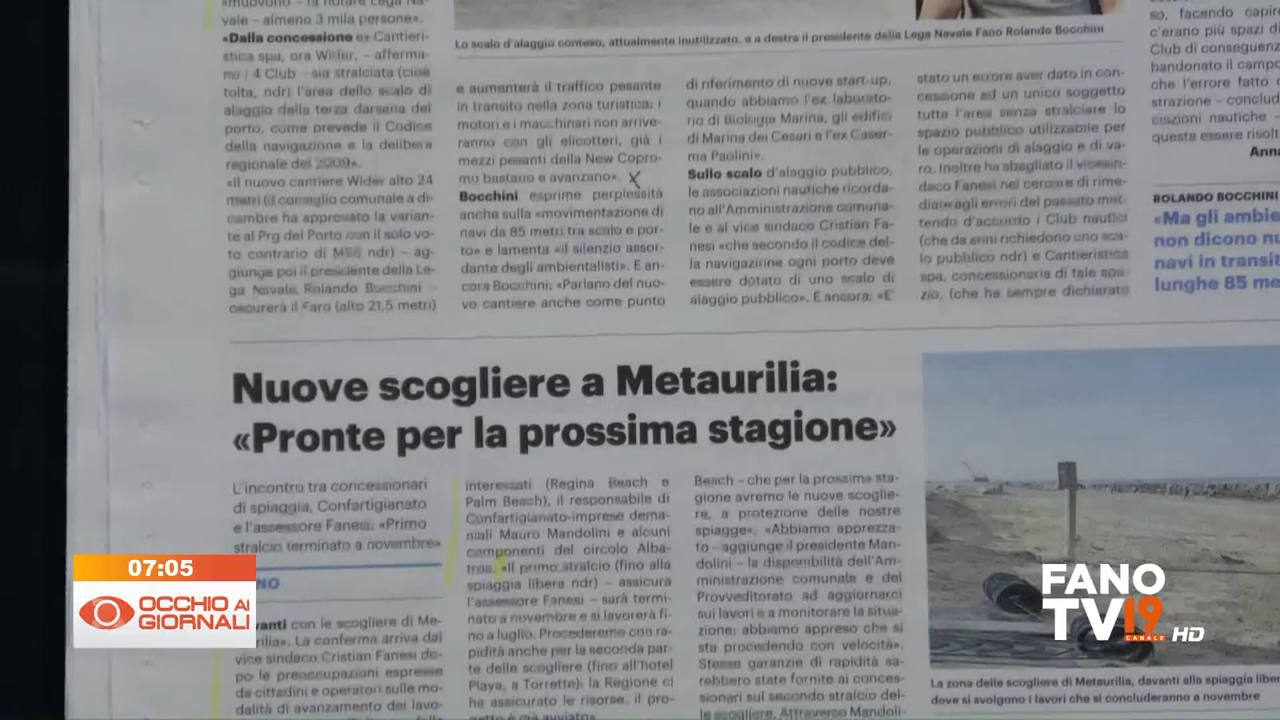 «muovono – fa notare Lega Na-
vale – almeno 3 mila persone».
«Dalla concessione ex Cantieri-
stica spa, ora Wider, – afferma-
no i 4 Club – sia stralciata (cioè
tolta, ndr) l'area dello scalo di
alaggio della terza darsena del
porto, come prevede il Codice
della navigazione e la delibera
regionale del 2009».
«Il nuovo cantiere Wider alto 24
metri (il consiglio comunale a di-
cembre ha approvato la varian-
te al Prg del Porto con il solo vo-
to contrario di M5S ndr) – ag-
giunge poi il presidente della Le-
ga Navale Rolando Bocchini –
oscurerà il Faro (alto 21,5 metri)
Lo scalo d'alaggio conteso, attualmente inutilizzato, e a destra il presidente della Lega Navale Fano Rolando Bocchini
e aumenterà il traffico pesante
in transito nella zona turistica: i
motori e i macchinari non arrive-
ranno con gli elicotteri, già i
mezzi pesanti della New Copro-
mo bastano e avanzano».
Bocchini esprime perplessità
anche sulla «movimentazione di
navi da 85 metri tra scalo e por-
to» e lamenta «il silenzio assor-
dante degli ambientalisti». E an-
cora Bocchini: «Parlano del nuo-
vo cantiere anche come punto
di riferimento di nuove start-up,
quando abbiamo l'ex laborato-
rio di Biologia Marina, gli edifici
di Marina dei Cesari e l'ex Caser-
ma Paolini».
Sullo scalo d'alaggio pubblico,
le associazioni nautiche ricorda-
no all'Amministrazione comuna-
le e al vice sindaco Cristian Fa-
nesi «che secondo il codice del-
la navigazione ogni porto deve
essere dotato di uno scalo di
alaggio pubblico». E ancora: «E'
stato un errore aver dato in con-
cessione ad un unico soggetto
tutta l'area senza stralciare lo
spazio pubblico utilizzabile per
le operazioni di alaggio e di va-
ro. Inoltre ha sbagliato il vicesin-
daco Fanesi nel cercare di rime-
diare agli errori del passato met-
tendo d'accordo i Club nautici
(che da anni richiedono uno sca-
lo pubblico ndr) e Cantieristica
spa, concessionaria di tale spa-
zio, (che ha sempre dichiarato
so, facendo capire
c'erano più spazi d
Club di conseguenz
bandonato il campo
che l'errore fatto d
strazione – conclud
ciazioni nautiche –
questa essere risolt
Anna
ROLANDO BOCCHINI
«Ma gli ambie
non dicono nu
navi in transit
lunghe 85 me
Nuove scogliere a Metaurilia:
«Pronte per la prossima stagione»
L'incontro tra concessionari
di spiaggia, Confartigianato
e l'assessore Fanesi: «Primo
stralcio terminato a novembre»
NO
vanti con le scogliere di Me-
urilia». La conferma arriva dal
vice sindaco Cristian Fanesi do-
po le preoccupazioni espresse
da cittadini e operatori sulle mo-
dalità di avanzamento dei lavo-
interessati (Regina Beach e
Palm Beach), il responsabile di
Confartigianato-imprese dema-
niali Mauro Mandolini e alcuni
componenti del circolo Alba-
tros. «Il primo stralcio (fino alla
spiaggia libera ndr) – assicura
l'assessore Fanesi – sarà termi-
nato a novembre e si lavorerà fi-
no a luglio. Procederemo con ra-
pidità anche per la seconda par-
te delle scogliere (fino all'hotel
Playa, a Torrette): la Regione ci
ha assicurato le risorse, il pro-
getto è già avviato».
Beach – che per la prossima sta-
gione avremo le nuove scoglie-
re, a protezione delle nostre
spiagge». «Abbiamo apprezza-
to – aggiunge il presidente Man-
dolini – la disponibilità dell'Am-
ministrazione comunale e del
Provveditorato ad aggiornarci
sui lavori e a monitorare la situa-
zione: abbiamo appreso che si
sta procedendo con velocità».
Stesse garanzie di rapidità sa-
rebbero state fornite ai conces-
sionari sul secondo stralcio del-
le scogliere. Attraverso Mandoli-
La zona delle scogliere di Metaurilia, davanti alla spiaggia liber
dove si svolgono i lavori che si concluderanno a novembre
07:05
OCCHIO AI
GIORNALI
FANO
TV19
CANALE HD